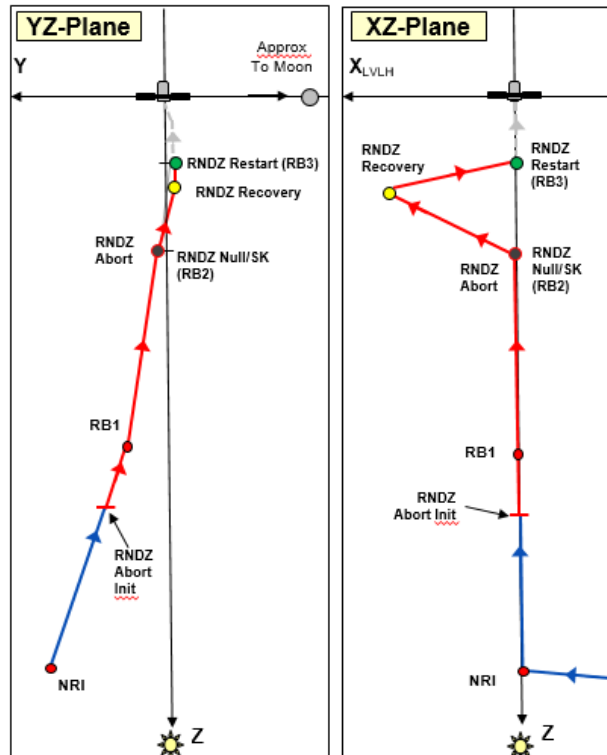 YZ-Plane
Y
Approx
To Moon
RNDZ Restart (RB3)
RNDZ Recovery
RNDZ
Abort
RNDZ Null/SK
(RB2)
RB1
RNDZ
Abort
Init
NRI
Z
XZ-Plane
XLVLH
RNDZ
Recovery
RNDZ
Restart
(RB3)
RNDZ
Abort
RNDZ
Null/SK
(RB2)
RB1
RNDZ
Abort Init
NRI
Z